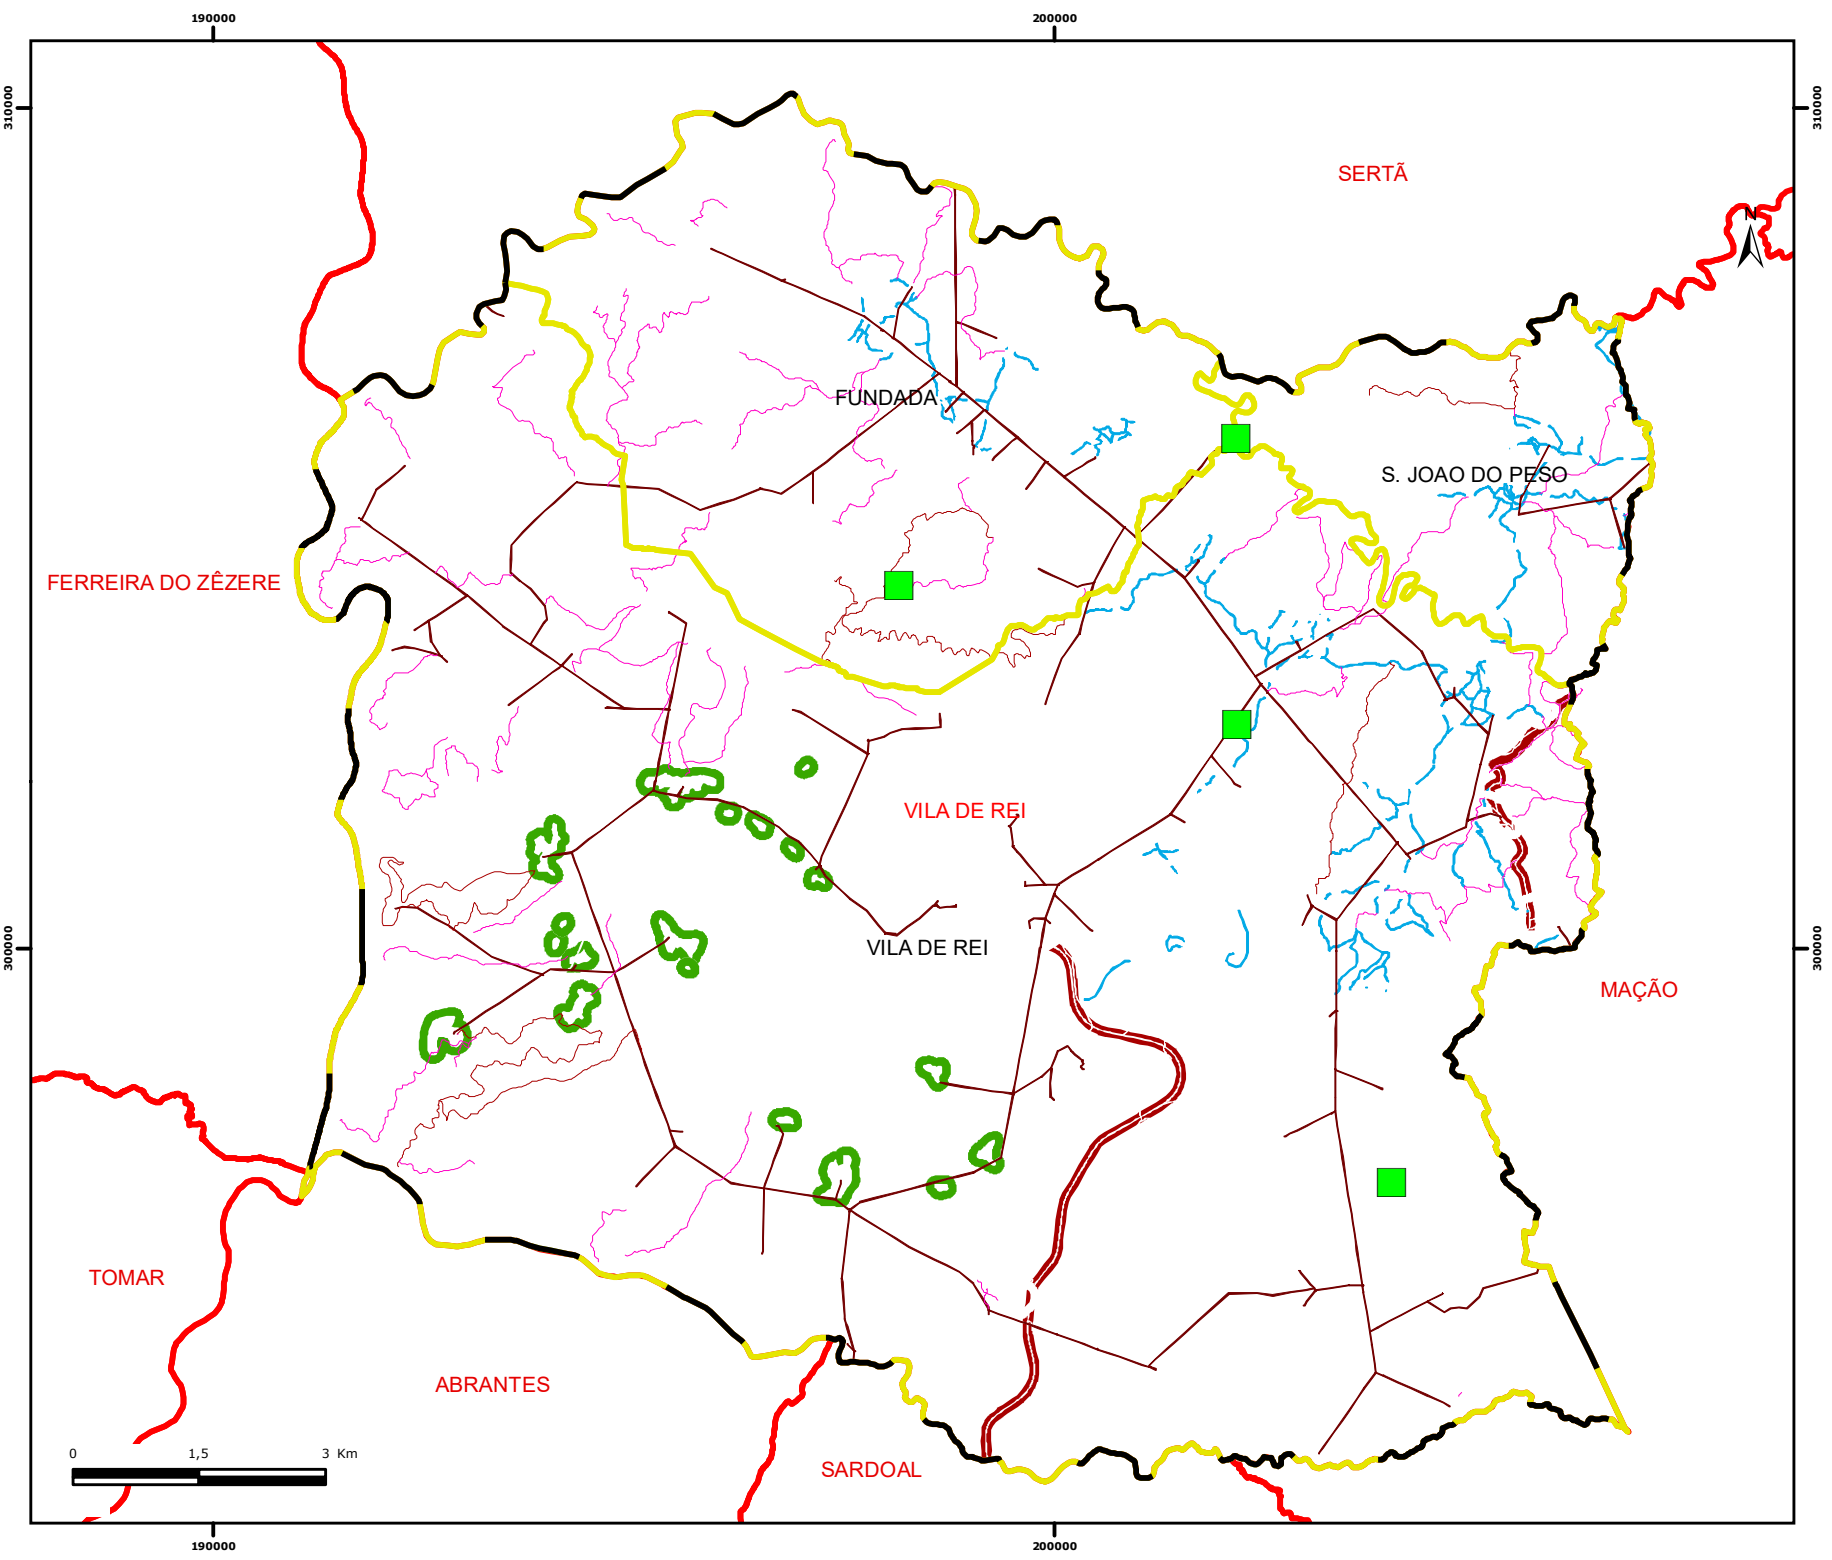 190000
200000
310000
310000
SERTÃ
N
FUNDADA
S. JOAO DO PESO
FERREIRA DO ZÊZERE
VILA DE REI
VILA DE REI
300000
300000
MAÇÃO
TOMAR
ABRANTES
SARDOAL
0 1,5 3 Km
190000
200000